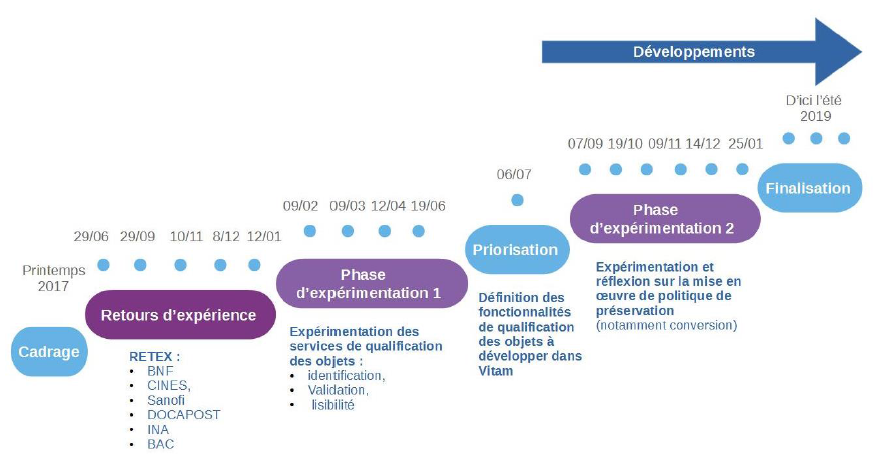 Développements
D'ici l'été
2019
07/09 19/10 09/11 14/12 25/01
06/07
Finalisation
09/02 09/03 12/04 19/06
Phase
d'expérimentation 2
29/06 29/09 10/11 8/12 12/01
Priorisation
Printemps
2017
Phase
d'expérimentation 1
Expérimentation et
réflexion sur la mise en
œuvre de politique de
préservation
(notamment conversion)
Retours d'expérience
Définition des
fonctionnalités
de qualification
des objets à
développer dans
Vitam
Cadrage
Expérimentation des
services de qualification
des objets :
• identification,
• Validation,
• lisibilité
RETEX :
• BNF
• CINES,
• Sanofi
• DOCAPOST
• INA
• BAC